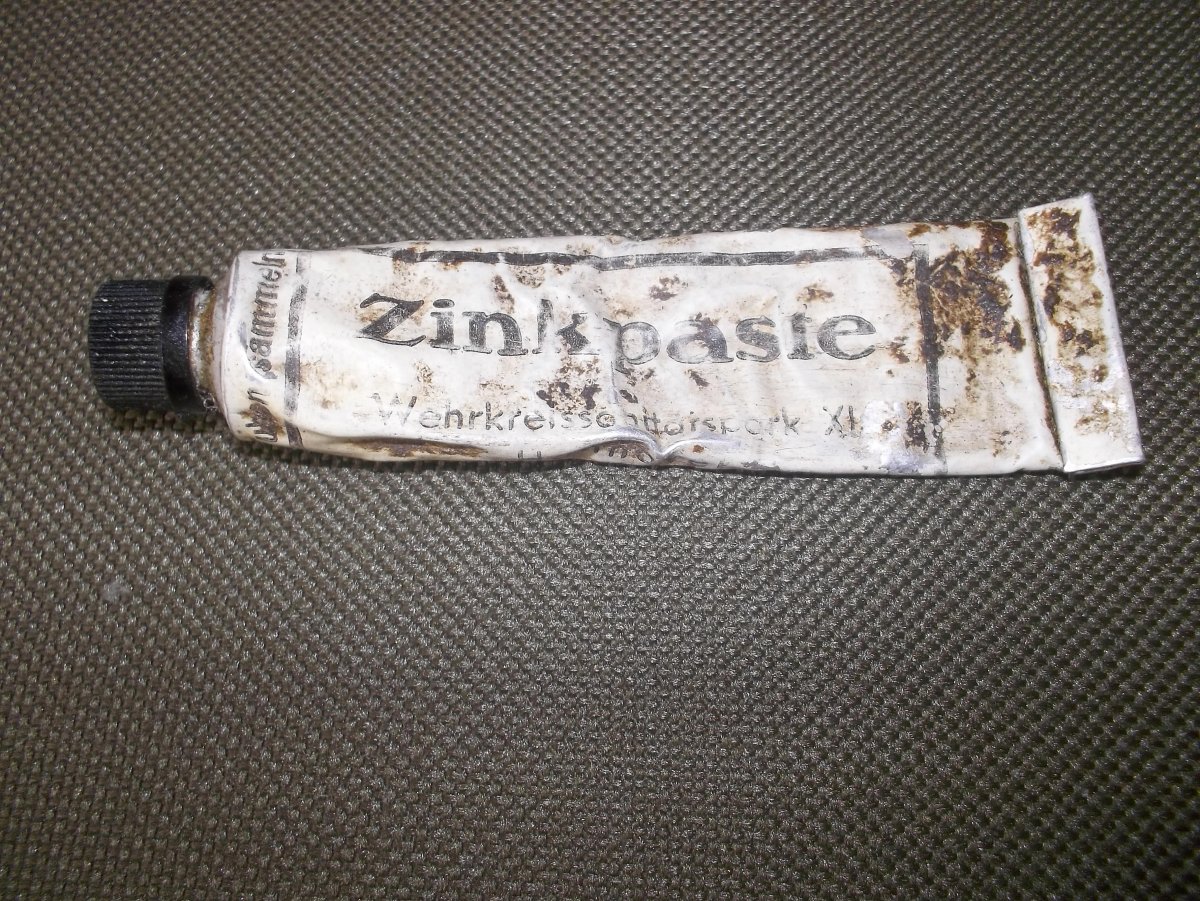 Zinkpaste
Wehrkreissanitätspark XI
sammeln